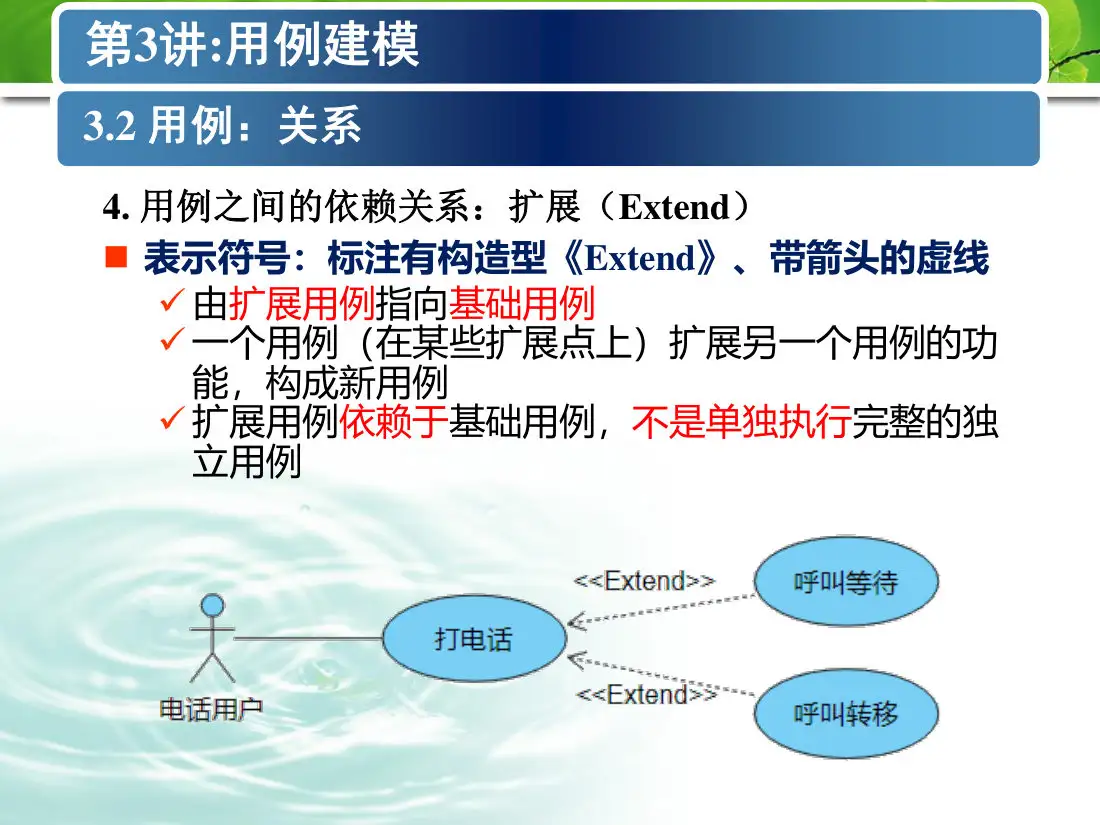 第3讲:用例建模
3.2 用例：关系
4. 用例之间的依赖关系：扩展（Extend）
表示符号：标注有构造型《Extend》、带箭头的虚线
由扩展用例指向基础用例
一个用例（在某些扩展点上）扩展另一个用例的功
能，构成新用例
扩展用例依赖于基础用例，不是单独执行完整的独
立用例
<<Extend>>
呼叫等待
打电话
<<Extend>>
电话用户
呼叫转移